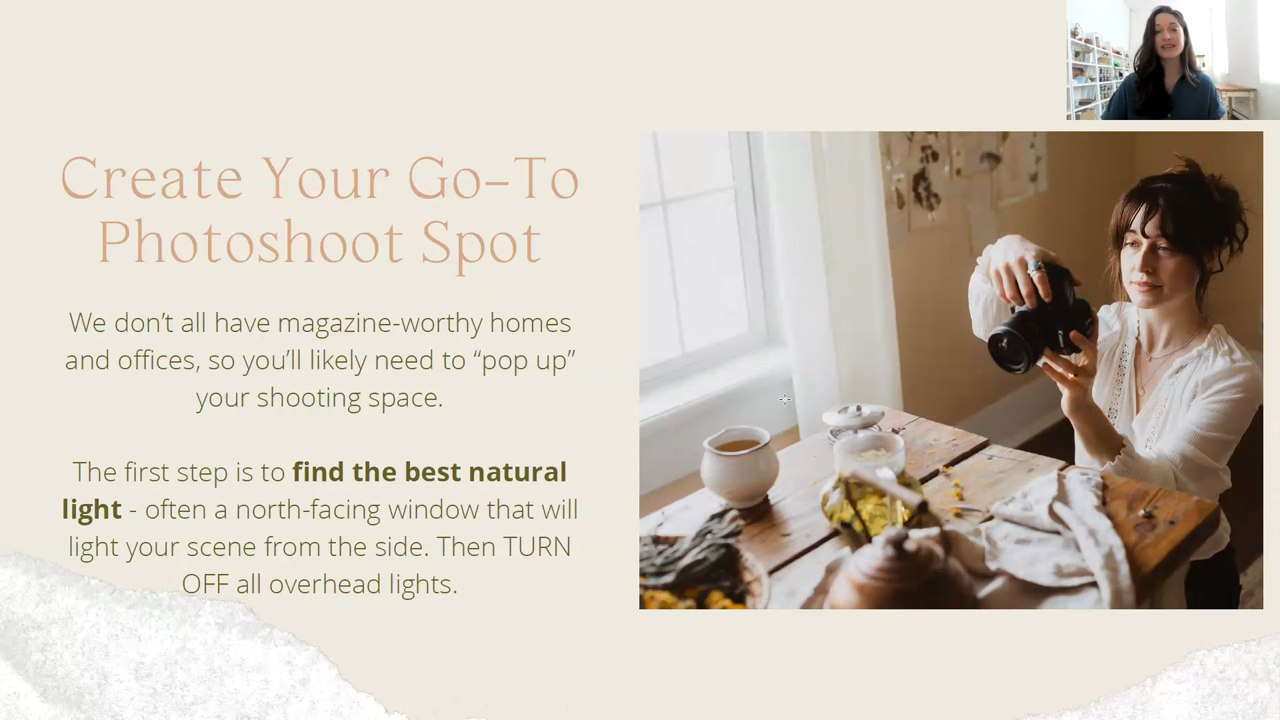 Create Your Go-To
Photoshoot Spot
We don’t all have magazine-worthy homes
and offices, so you’ll likely need to “pop up”
your shooting space.
The first step is to find the best natural
light - often a north-facing window that will
light your scene from the side. Then TURN
OFF all overhead lights.